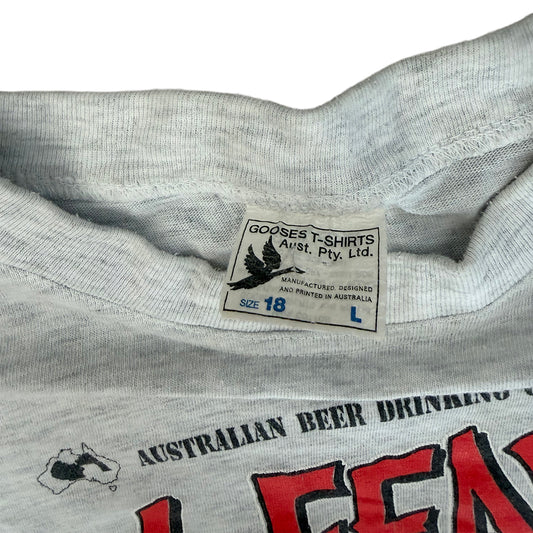 GOOSES T-SHIRTS
Aust. Pty. Ltd.
MANUFACTURED, DESIGNED
AND PRINTED IN AUSTRALIA
SIZE 18 L
AUSTRALIAN BEER DRINKING